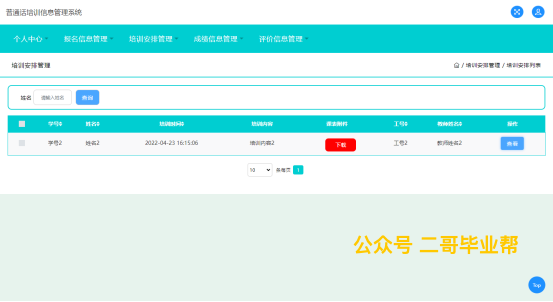 普通话培训信息管理系统
个人中心 报名信息管理 培训安排管理 成绩信息管理 评价信息管理
培训安排管理
/ 培训安排管理 / 培训安排列表
姓名 请输入姓名 查询
学号 姓名 培训时间 培训内容 课表附件 工号 教师姓名 操作
学号2 姓名2 2022-04-23 16:15:06 培训内容2 下载 工号2 教师姓名2
10 条每页 1
公众号 二哥毕业帮
Top